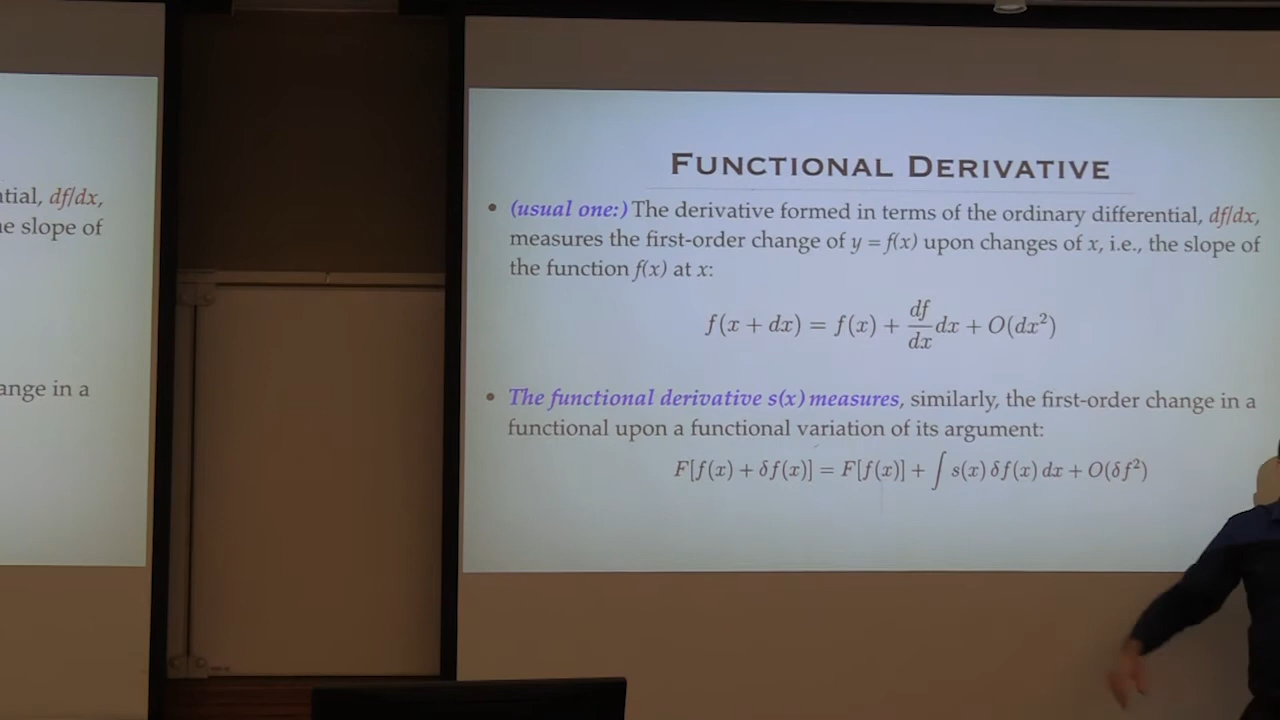 tial, df/dx,
e slope of
ange in a
FUNCTIONAL DERIVATIVE
• (usual one:) The derivative formed in terms of the ordinary differential, df/dx,
measures the first-order change of y = f(x) upon changes of x, i.e., the slope of
the function f(x) at x:
f(x + dx) = f(x) + \frac{df}{dx} dx + O(dx²)
• The functional derivative s(x) measures, similarly, the first-order change in a
functional upon a functional variation of its argument:
F[f(x) + δf(x)] = F[f(x)] + ∫ s(x) δf(x) dx + O(δf²)